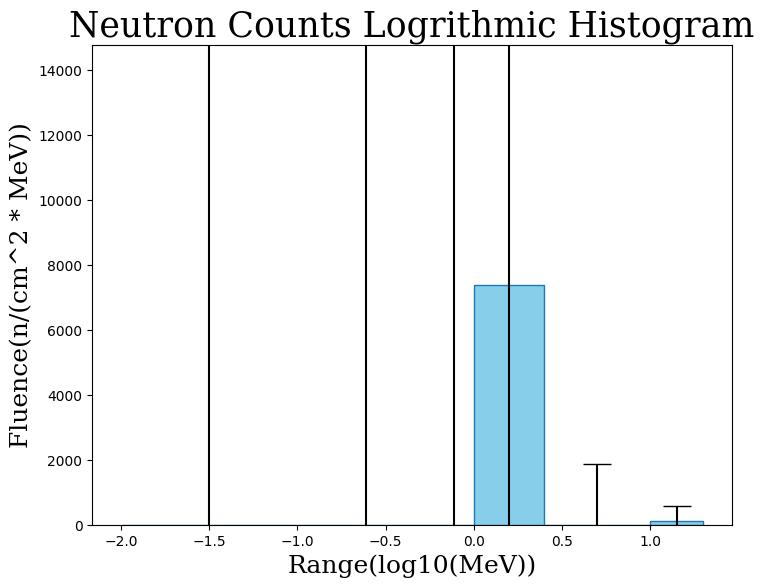 Neutron Counts Logrithmic Histogram
Fluence(n/(cm^2 * MeV))
14000
12000
10000
8000
6000
4000
2000
0
−2.0 −1.5 −1.0 −0.5 0.0 0.5 1.0
Range(log10(MeV))